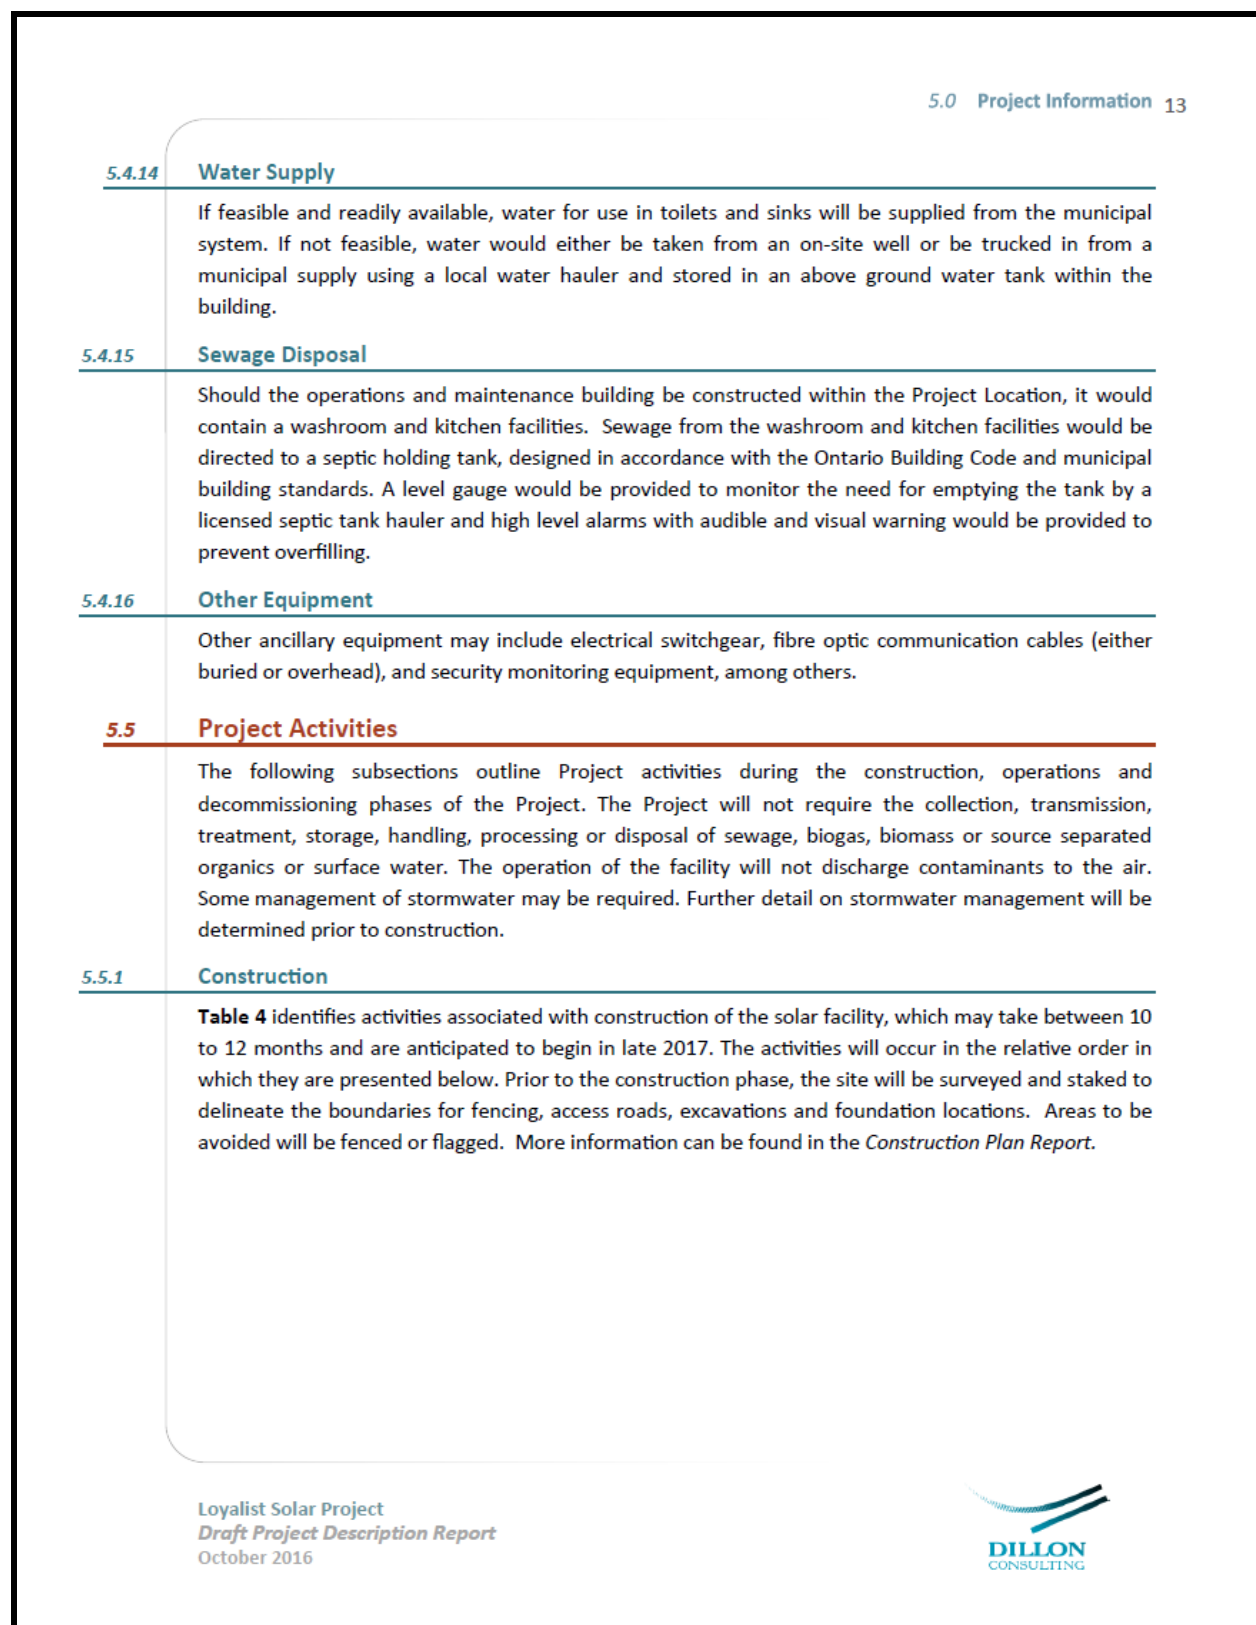 5.0 Project Information 13
5.4.14 Water Supply
If feasible and readily available, water for use in toilets and sinks will be supplied from the municipal
system. If not feasible, water would either be taken from an on-site well or be trucked in from a
municipal supply using a local water hauler and stored in an above ground water tank within the
building.
5.4.15 Sewage Disposal
Should the operations and maintenance building be constructed within the Project Location, it would
contain a washroom and kitchen facilities. Sewage from the washroom and kitchen facilities would be
directed to a septic holding tank, designed in accordance with the Ontario Building Code and municipal
building standards. A level gauge would be provided to monitor the need for emptying the tank by a
licensed septic tank hauler and high level alarms with audible and visual warning would be provided to
prevent overfilling.
5.4.16 Other Equipment
Other ancillary equipment may include electrical switchgear, fibre optic communication cables (either
buried or overhead), and security monitoring equipment, among others.
5.5 Project Activities
The following subsections outline Project activities during the construction, operations and
decommissioning phases of the Project. The Project will not require the collection, transmission,
treatment, storage, handling, processing or disposal of sewage, biogas, biomass or source separated
organics or surface water. The operation of the facility will not discharge contaminants to the air.
Some management of stormwater may be required. Further detail on stormwater management will be
determined prior to construction.
5.5.1 Construction
Table 4 identifies activities associated with construction of the solar facility, which may take between 10
to 12 months and are anticipated to begin in late 2017. The activities will occur in the relative order in
which they are presented below. Prior to the construction phase, the site will be surveyed and staked to
delineate the boundaries for fencing, access roads, excavations and foundation locations. Areas to be
avoided will be fenced or flagged. More information can be found in the Construction Plan Report.
Loyalist Solar Project
Draft Project Description Report
October 2016
DILLON
CONSULTING